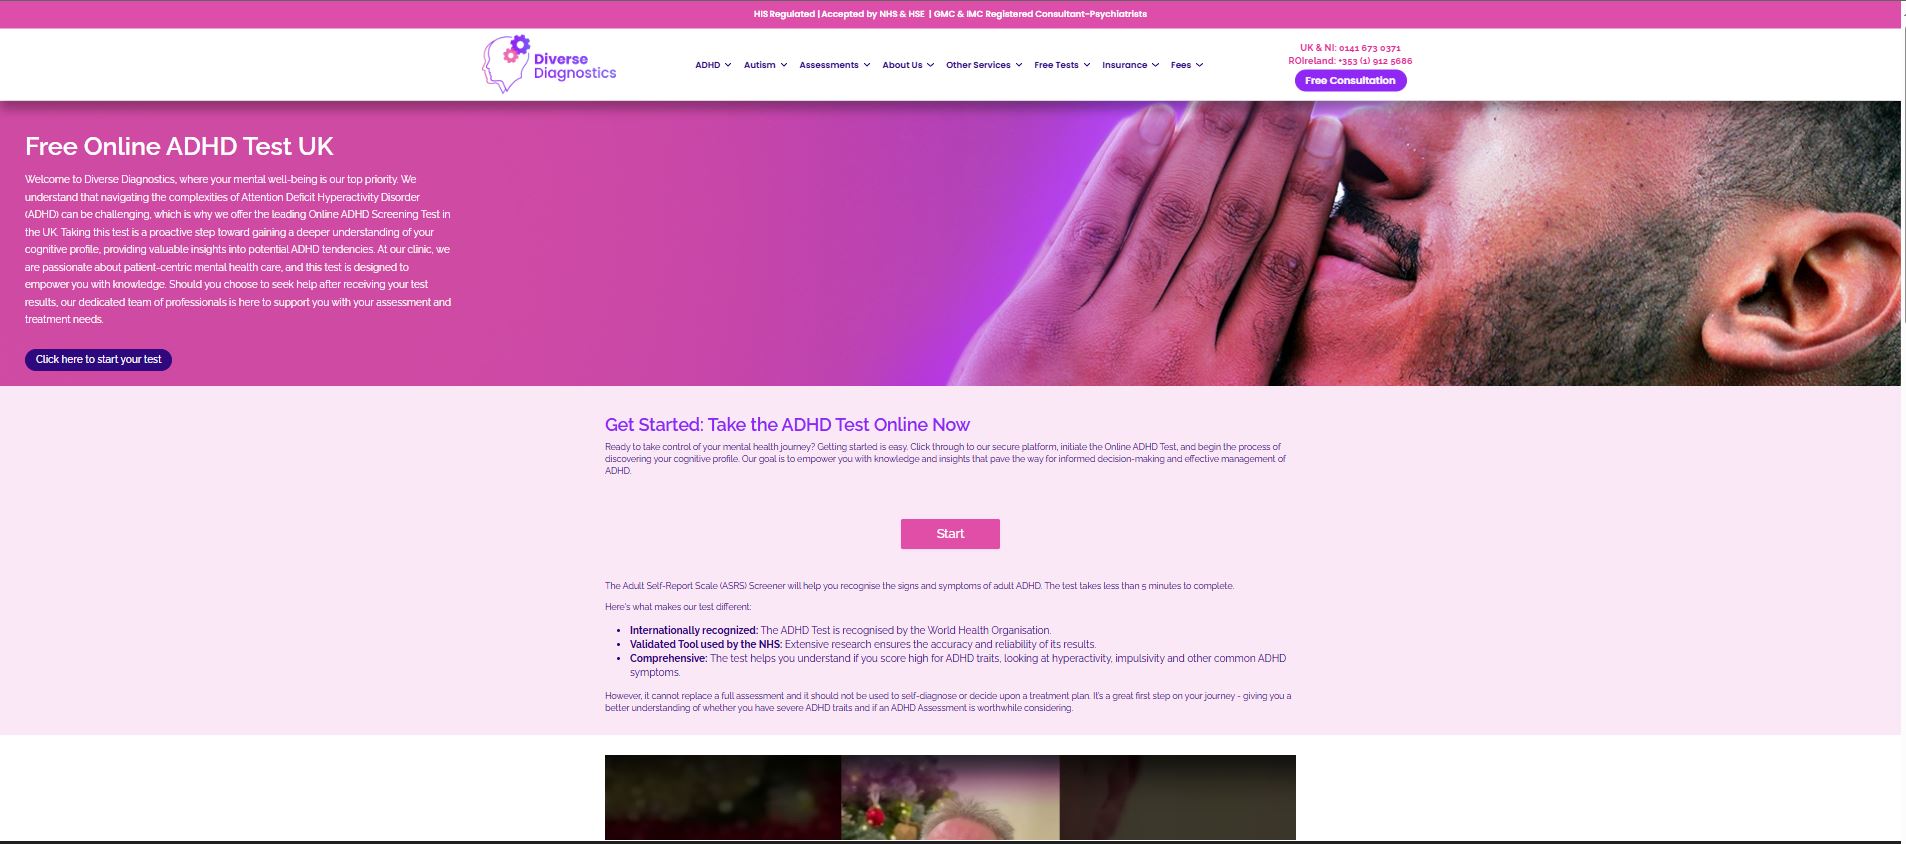 HIS Regulated | Accepted by NHS & HSE | GMC & IMC Registered Consultant-Psychiatrists
Diverse
Diagnostics
ADHD
Autism
Assessments
About Us
Other Services
Free Tests
Insurance
Fees
UK & NI: 0141 673 0371
ROIreland: +353 (1) 912 5686
Free Consultation
Free Online ADHD Test UK
Welcome to Diverse Diagnostics, where your mental well-being is our top priority. We
understand that navigating the complexities of Attention Deficit Hyperactivity Disorder
(ADHD) can be challenging, which is why we offer the leading Online ADHD Screening Test in
the UK. Taking this test is a proactive step toward gaining a deeper understanding of your
cognitive profile, providing valuable insights into potential ADHD tendencies. At our clinic, we
are passionate about patient-centric mental health care, and this test is designed to
empower you with knowledge. Should you choose to seek help after receiving your test
results, our dedicated team of professionals is here to support you with your assessment and
treatment needs.
Click here to start your test
Get Started: Take the ADHD Test Online Now
Ready to take control of your mental health journey? Getting started is easy. Click through to our secure platform, initiate the Online ADHD Test, and begin the process of
discovering your cognitive profile. Our goal is to empower you with knowledge and insights that pave the way for informed decision-making and effective management of
ADHD.
Start
The Adult Self-Report Scale (ASRS) Screener will help you recognise the signs and symptoms of adult ADHD. The test takes less than 5 minutes to complete.
Here's what makes our test different:
• Internationally recognized: The ADHD Test is recognised by the World Health Organisation.
• Validated Tool used by the NHS: Extensive research ensures the accuracy and reliability of its results.
• Comprehensive: The test helps you understand if you score high for ADHD traits, looking at hyperactivity, impulsivity and other common ADHD
symptoms.
However, it cannot replace a full assessment and it should not be used to self-diagnose or decide upon a treatment plan. It's a great first step on your journey - giving you a
better understanding of whether you have severe ADHD traits and if an ADHD Assessment is worthwhile considering.